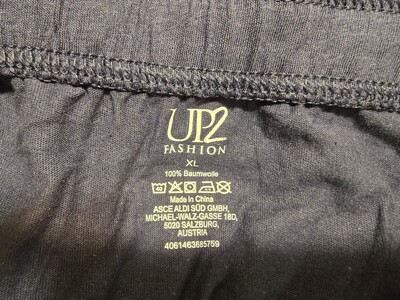 UP2
FASHION
XL
100% Baumwolle
Made in China
ASCE ALDI SÜD GMBH,
MICHAEL-WALZ-GASSE 18D,
5020 SALZBURG,
AUSTRIA
4061463685759